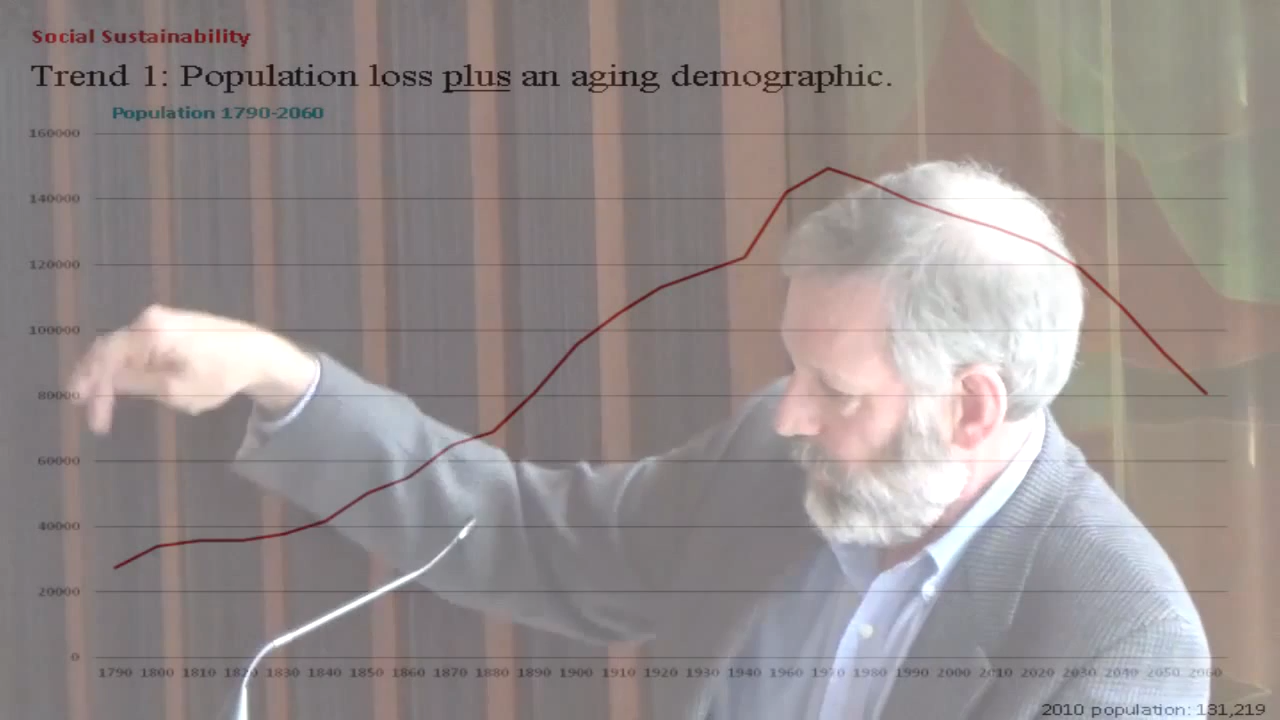 Social Sustainability
Trend 1: Population loss plus an aging demographic.
Population 1790-2060
160000
140000
120000
100000
80000
60000
40000
20000
0
1790 1800 1810 1820 1830 1840 1850 1860 1870 1880 1890 1900 1910 1920 1930 1940 1960 1970 1980 1990 2000 2010 2020 2030 2040 2050 2060
2010 population: 131,219